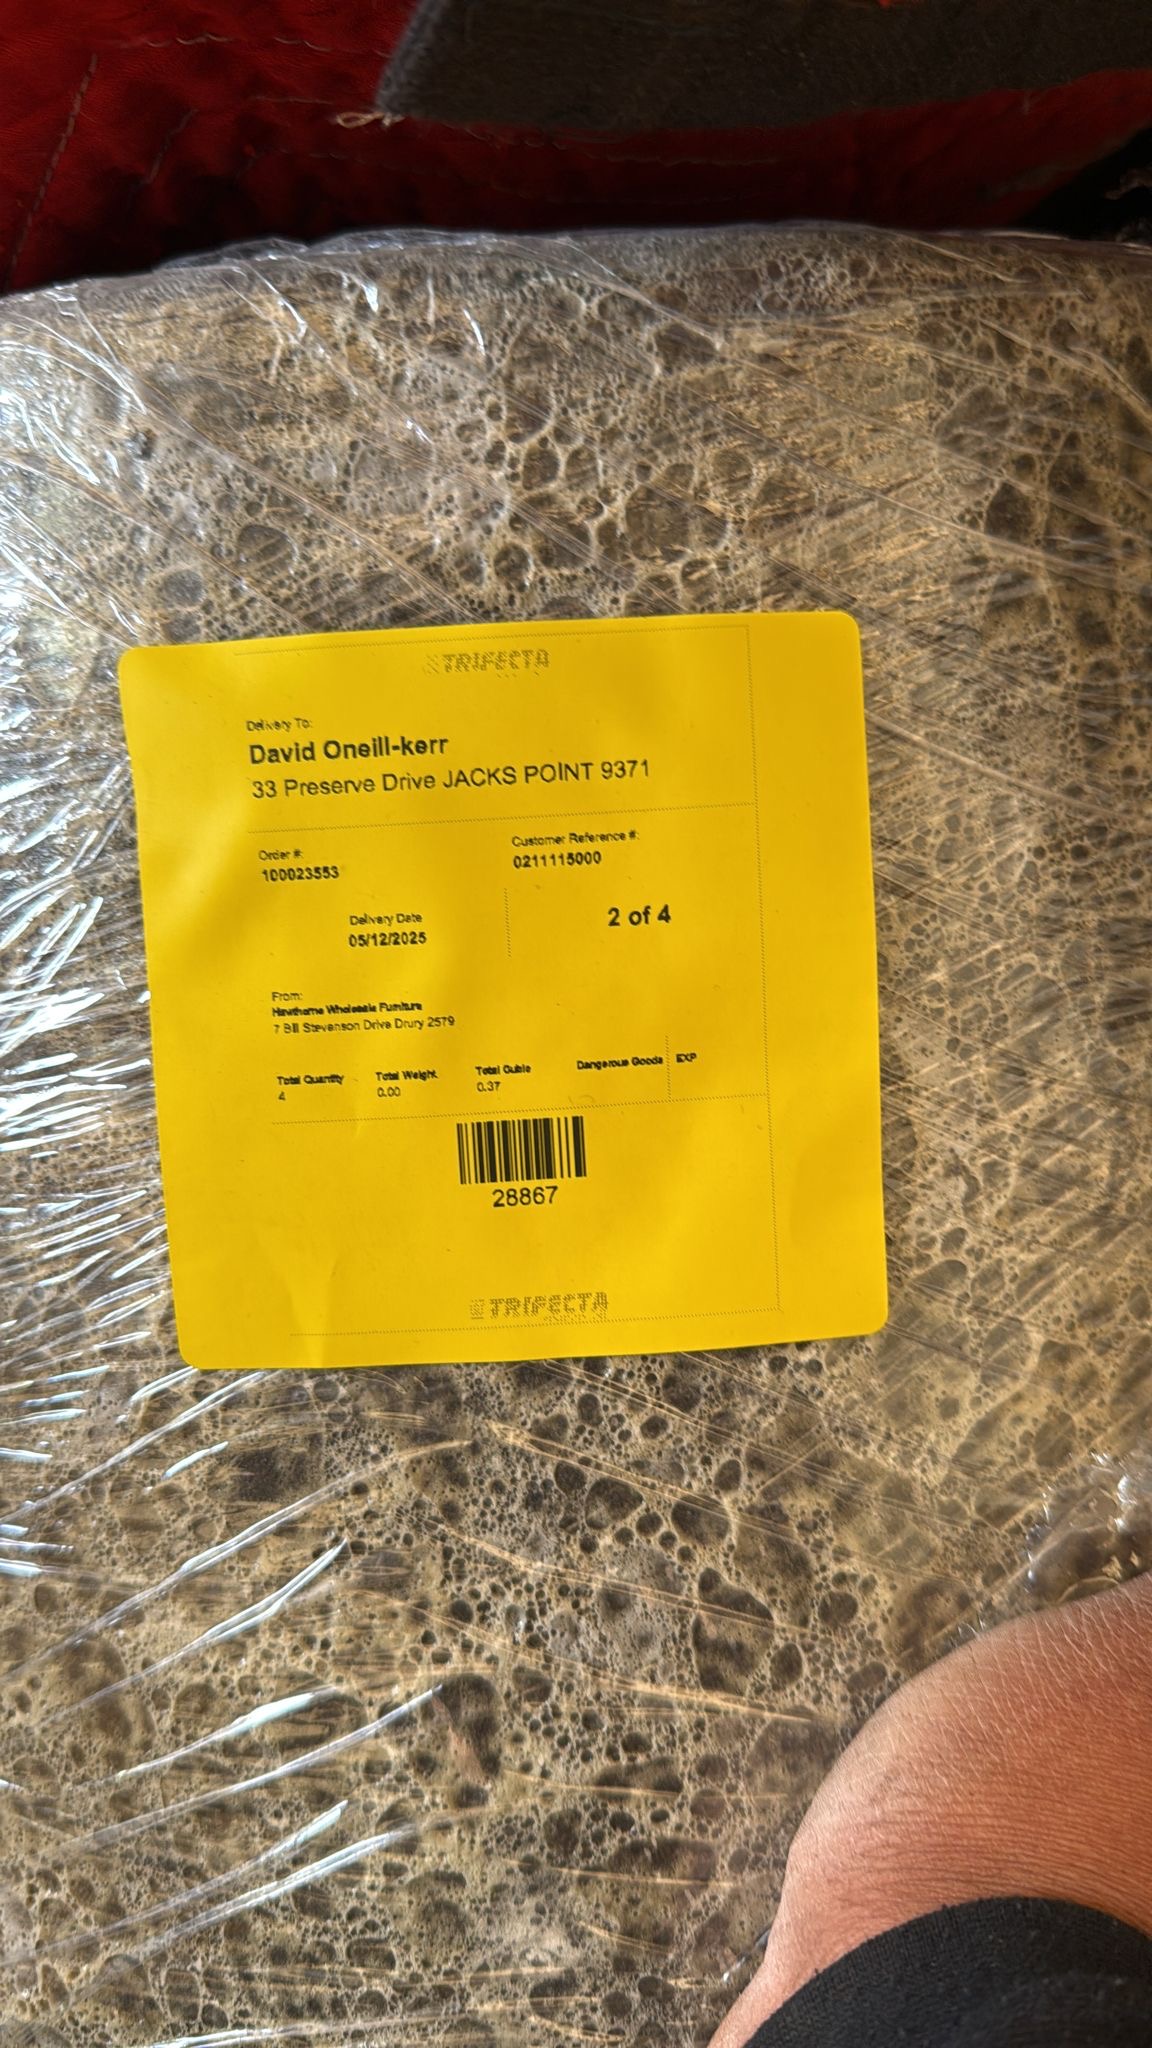 TRIFECTA
Delivery To:
David Oneill-kerr
33 Preserve Drive JACKS POINT 9371
Order #:
100023553
Customer Reference #:
0211115000
Delivery Date
05/12/2025
2 of 4
From:
Hawthorne Wholesale Furniture
7 Bill Stevenson Drive Drury 2579
Total Quantity
4
Total Weight
0.00
Total Cubic
0.37
Dangerous Goods
EXP
28867
TRIFECTA